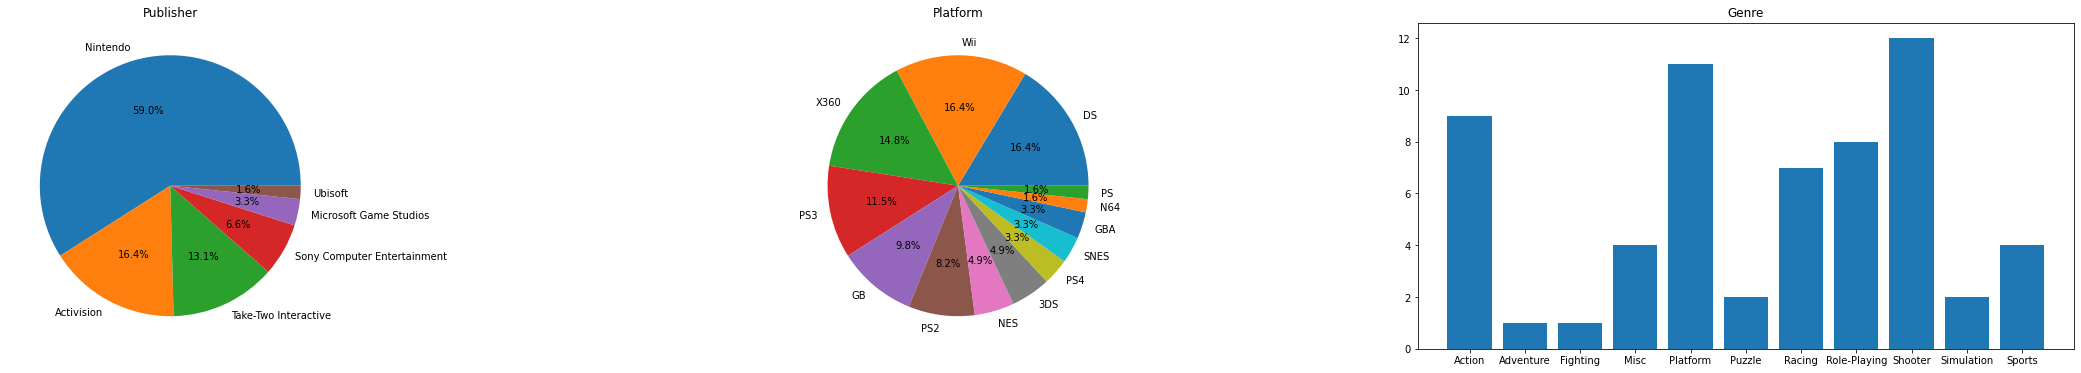 Publisher
Nintendo
59.0%
1.6%
Ubisoft
3.3%
Microsoft Game Studios
6.6%
Sony Computer Entertainment
16.4%
13.1%
Activision
Take-Two Interactive
Platform
Wii
X360
DS
16.4%
14.8%
16.4%
PS3
11.5%
1.6%
PS
1.6%
N64
3.3%
GBA
3.3%
SNES
3.3%
PS4
9.8%
8.2%
4.9%
4.9%
GB
3DS
PS2
NES
Genre
12
10
8
6
4
2
0
Action Adventure Fighting Misc Platform Puzzle Racing Role-Playing Shooter Simulation Sports